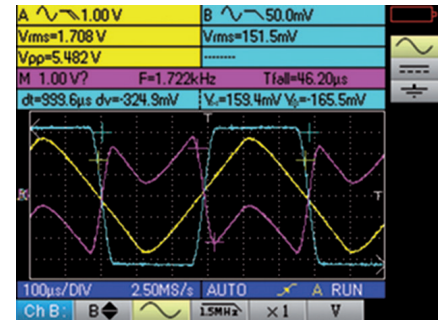 A 1.00 V B 50.0mV
Vrms=1.708 V Vrms=151.5mV
Vpp=5.482 V --------
M 1.00 V? F=1.722kHz Tfall=46.20µs
dt=999.6µs dv=-324.9mV =159.4mV =-165.5mV
T
T
100µs/DIV 2.50MS/s AUTO A RUN
Ch B: B 1.5MHz ×1 V